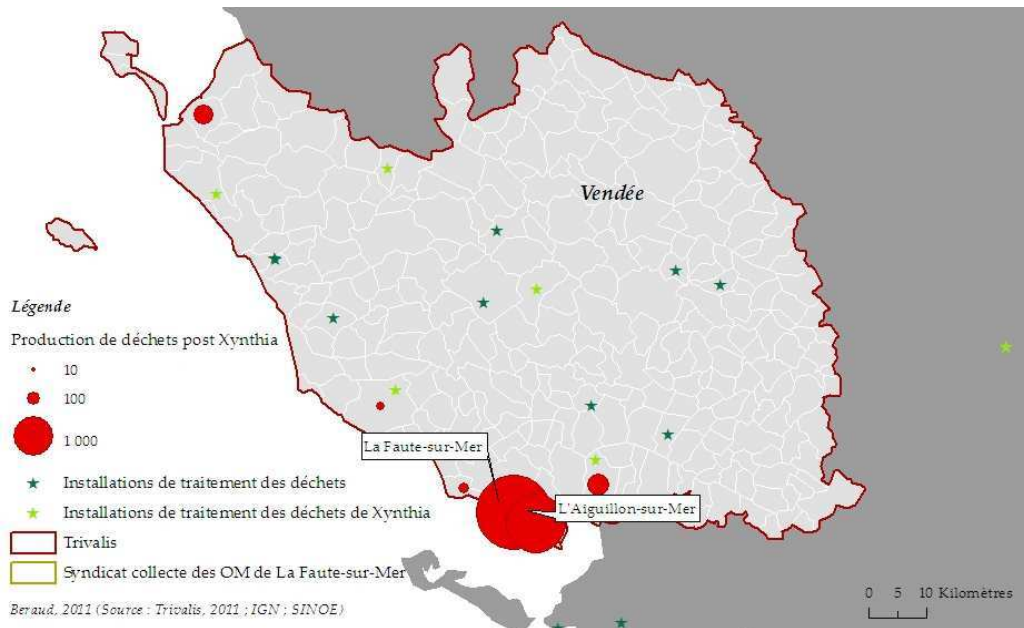 Vendée
Légende
Production de déchets post Xynthia
10
100
1 000
La Faute-sur-Mer
L'Aiguillon-sur-Mer
Installations de traitement des déchets
Installations de traitement des déchets de Xynthia
Trivalis
Syndicat collecte des OM de La Faute-sur-Mer
Beraud, 2011 (Source : Trivalis, 2011 ; IGN ; SINOE)
0 5 10 Kilomètres